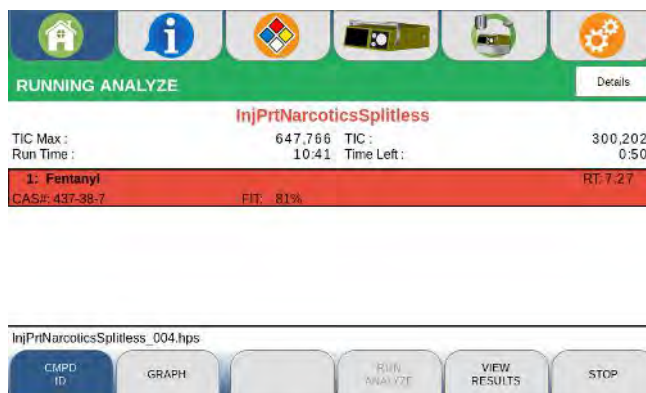 RUNNING ANALYZE
Details
InjPrtNarcoticsSplitless
TIC Max : 647,766 TIC : 300,202
Run Time : 10:41 Time Left : 0:50
1: Fentanyl RT: 7.27
CAS#: 437-38-7 FIT: 81%
InjPrtNarcoticsSplitless_004.hps
CMPD
ID
GRAPH
RUN
ANALYZE
VIEW
RESULTS
STOP